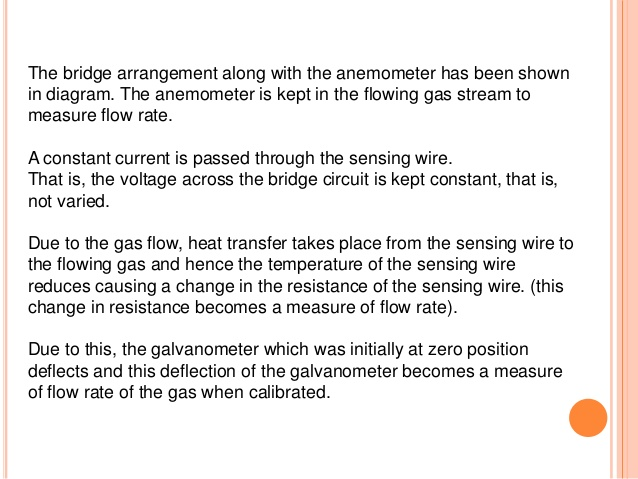 The bridge arrangement along with the anemometer has been shown
in diagram. The anemometer is kept in the flowing gas stream to
measure flow rate.
A constant current is passed through the sensing wire.
That is, the voltage across the bridge circuit is kept constant, that is,
not varied.
Due to the gas flow, heat transfer takes place from the sensing wire to
the flowing gas and hence the temperature of the sensing wire
reduces causing a change in the resistance of the sensing wire. (this
change in resistance becomes a measure of flow rate).
Due to this, the galvanometer which was initially at zero position
deflects and this deflection of the galvanometer becomes a measure
of flow rate of the gas when calibrated.